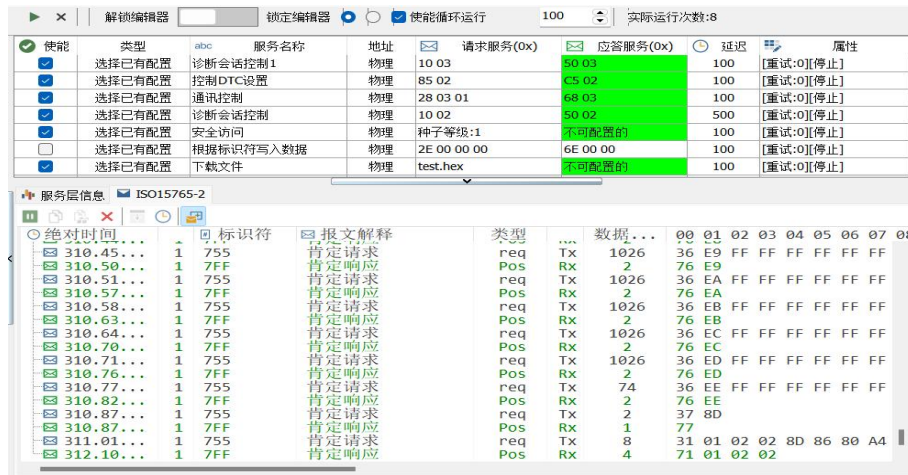 解锁编辑器 锁定编辑器 使能循环运行 100 实际运行次数:8
使能 类型 abc 服务名称 地址 请求服务(0x) 应答服务(0x) 延迟 属性
选择已有配置 诊断会话控制1 物理 10 03 50 03 100 [重试:0][停止]
选择已有配置 控制DTC设置 物理 85 02 C5 02 100 [重试:0][停止]
选择已有配置 通讯控制 物理 28 03 01 68 03 100 [重试:0][停止]
选择已有配置 诊断会话控制 物理 10 02 50 02 500 [重试:0][停止]
选择已有配置 安全访问 物理 种子等级:1 不可配置的 100 [重试:0][停止]
选择已有配置 根据标识符写入数据 物理 2E 00 00 00 6E 00 00 100 [重试:0][停止]
选择已有配置 下载文件 物理 test.hex 不可配置的 100 [重试:0][停止]
服务层信息 ISO15765-2
绝对时间 标识符 报文解释 类型 数据... 00 01 02 03 04 05 06 07 08
310.45... 1 755 肯定请求 req Tx 1026 36 E9 FF FF FF FF FF FF
310.50... 1 7FF 肯定响应 Pos Rx 2 76 E9
310.51... 1 755 肯定请求 req Tx 1026 36 EA FF FF FF FF FF FF
310.57... 1 7FF 肯定响应 Pos Rx 2 76 EA
310.58... 1 755 肯定请求 req Tx 1026 36 EB FF FF FF FF FF FF
310.63... 1 7FF 肯定响应 Pos Rx 2 76 EB
310.64... 1 755 肯定请求 req Tx 1026 36 EC FF FF FF FF FF FF
310.70... 1 7FF 肯定响应 Pos Rx 2 76 EC
310.71... 1 755 肯定请求 req Tx 1026 36 ED FF FF FF FF FF FF
310.76... 1 7FF 肯定响应 Pos Rx 2 76 ED
310.77... 1 755 肯定请求 req Tx 74 36 EE FF FF FF FF FF FF
310.82... 1 7FF 肯定响应 Pos Rx 2 76 EE
310.87... 1 755 肯定请求 req Tx 2 37 8D
310.87... 1 7FF 肯定响应 Pos Rx 1 77
311.01... 1 755 肯定请求 req Tx 8 31 01 02 02 8D 86 80 A4
312.10... 1 7FF 肯定响应 Pos Rx 4 71 01 02 02